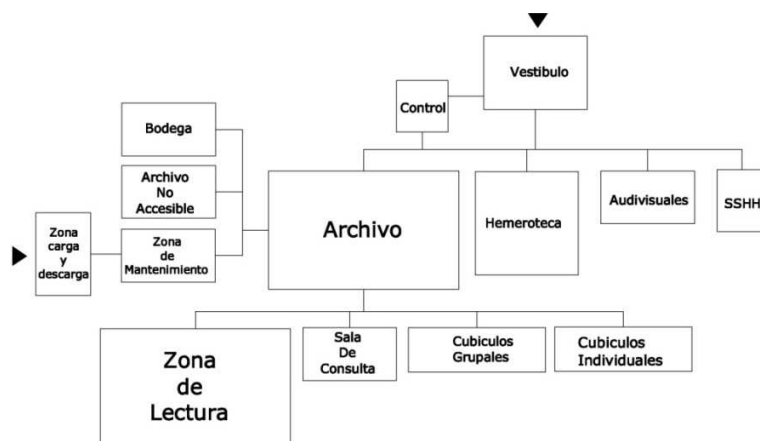 Vestibulo
Control
Bodega
Archivo
No
Accesible
Zona
carga
y
descarga
Zona
de
Mantenimiento
Archivo
Hemeroteca
Audivisuales
SSHH
Zona
de
Lectura
Sala
De
Consulta
Cubiculos
Grupales
Cubiculos
Individuales